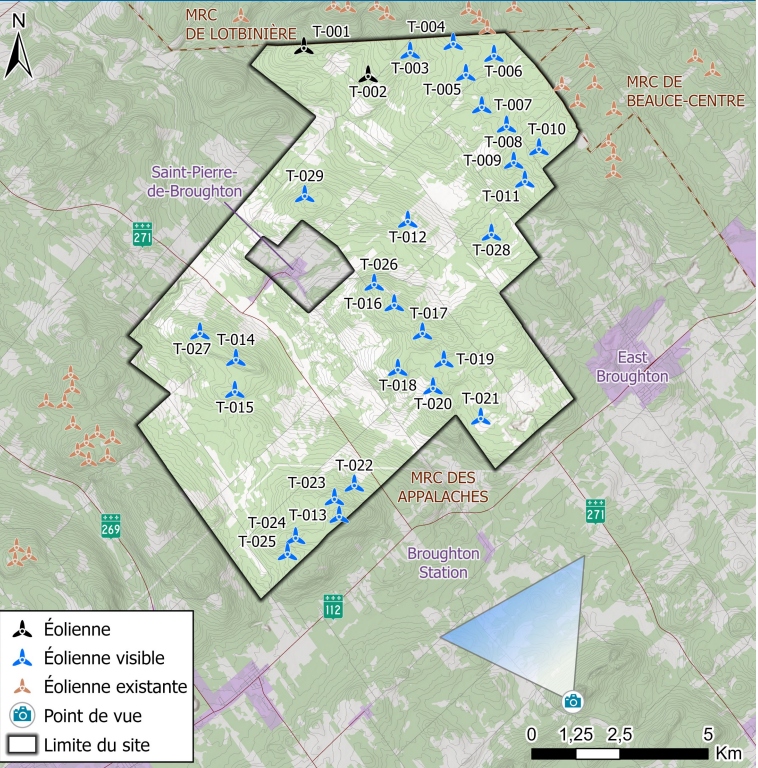 N
MRC
DE LOTBINIÈRE
T-001
T-004
T-003
T-006
T-002
T-005
MRC DE
BEAUCE-CENTRE
T-007
T-008
T-010
T-009
T-011
Saint-Pierre-
de-Broughton
T-029
271
T-012
T-028
T-026
T-016
T-017
T-027
T-014
T-019
T-018
T-015
T-020
T-021
East
Broughton
T-022
MRC DES
APPALACHES
T-023
T-013
T-024
T-025
269
271
Broughton
Station
112
Éolienne
Éolienne visible
Éolienne existante
Point de vue
Limite du site
0 1,25 2,5 5
Km